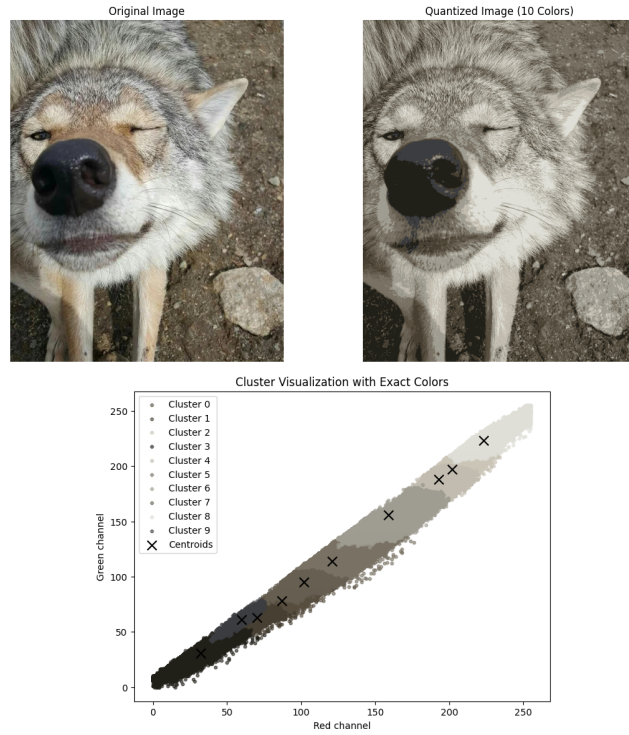 Original Image
Quantized Image (10 Colors)
Cluster Visualization with Exact Colors
Cluster 0
Cluster 1
Cluster 2
Cluster 3
Cluster 4
Cluster 5
Cluster 6
Cluster 7
Cluster 8
Cluster 9
Centroids
Green channel
250
200
150
100
50
0
0 50 100 150 200 250
Red channel